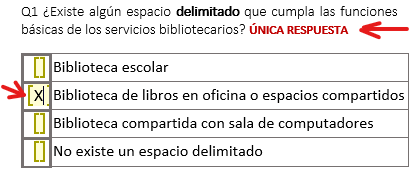 Q1 ¿Existe algún espacio delimitado que cumpla las funciones
básicas de los servicios bibliotecarios? ÚNICA RESPUESTA
[] Biblioteca escolar
[X] Biblioteca de libros en oficina o espacios compartidos
[] Biblioteca compartida con sala de computadores
[] No existe un espacio delimitado